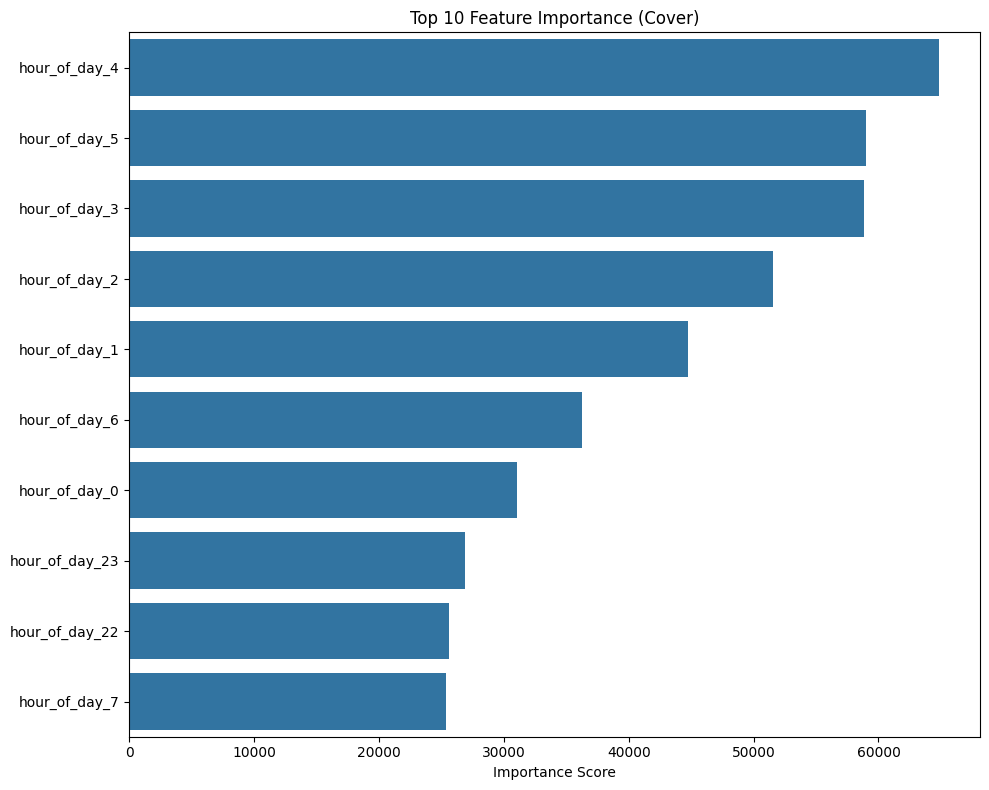 Top 10 Feature Importance (Cover)
hour_of_day_4
hour_of_day_5
hour_of_day_3
hour_of_day_2
hour_of_day_1
hour_of_day_6
hour_of_day_0
hour_of_day_23
hour_of_day_22
hour_of_day_7
0 10000 20000 30000 40000 50000 60000
Importance Score